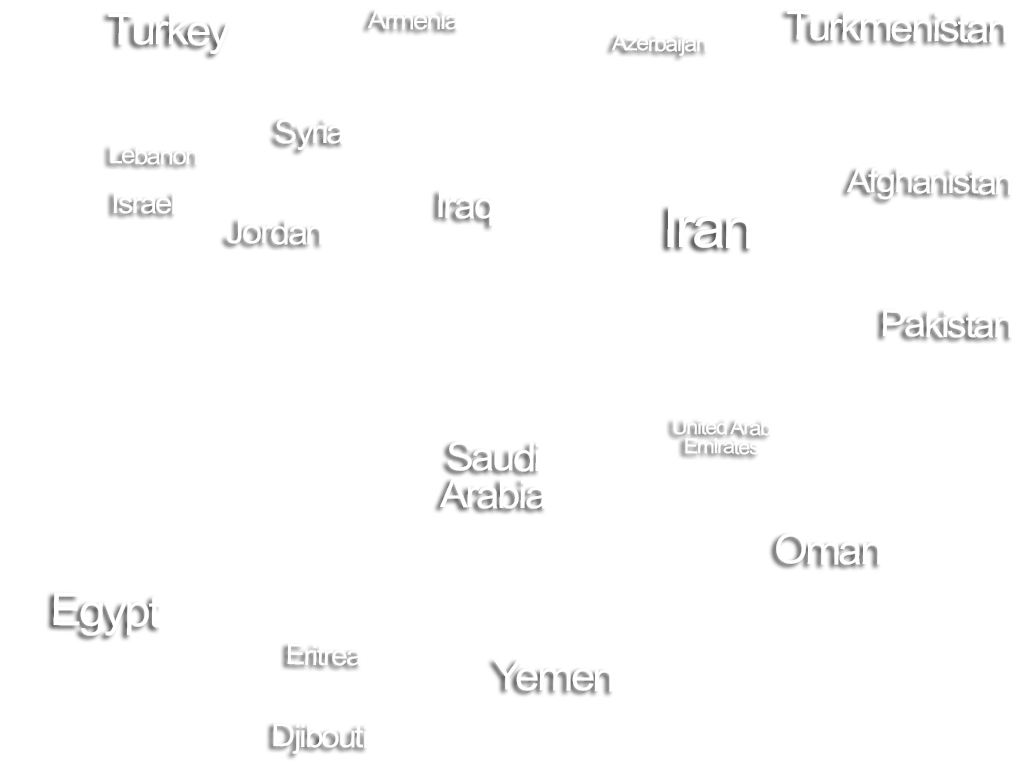 Turkey
Armenia
Azerbaijan
Turkmenistan
Syria
Lebanon
Israel
Jordan
Iraq
Iran
Afghanistan
Pakistan
United Arab
Emirates
Saudi
Arabia
Oman
Egypt
Eritrea
Yemen
Djibouti